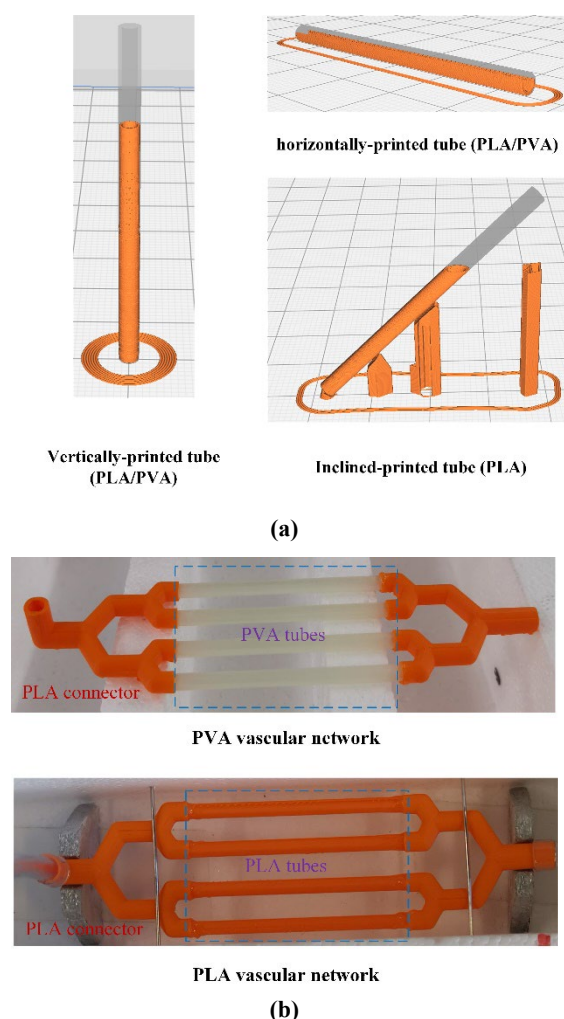 horizontally-printed tube (PLA/PVA)
Vertically-printed tube
(PLA/PVA)
Inclined-printed tube (PLA)
(a)
PVA tubes
PLA connector
PVA vascular network
PLA tubes
PLA connector
PLA vascular network
(b)